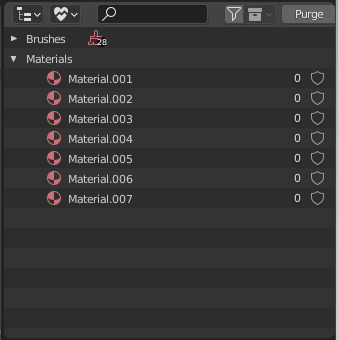 Purge
Brushes 28
Materials
Material.001 0
Material.002 0
Material.003 0
Material.004 0
Material.005 0
Material.006 0
Material.007 0